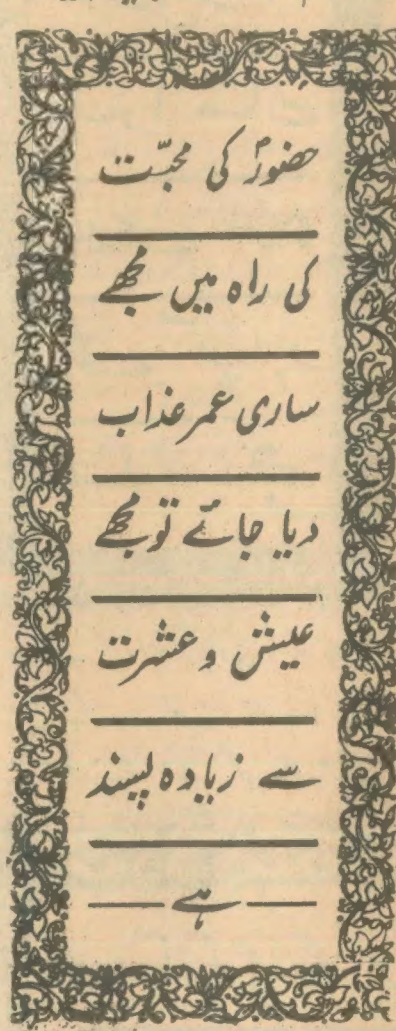 حضورؐ کی محبّت
کی راہ میں مجھے
ساری عمر عذاب
دیا جائے تو مجھے
عیش و عشرت
سے زیادہ پسند
ہے